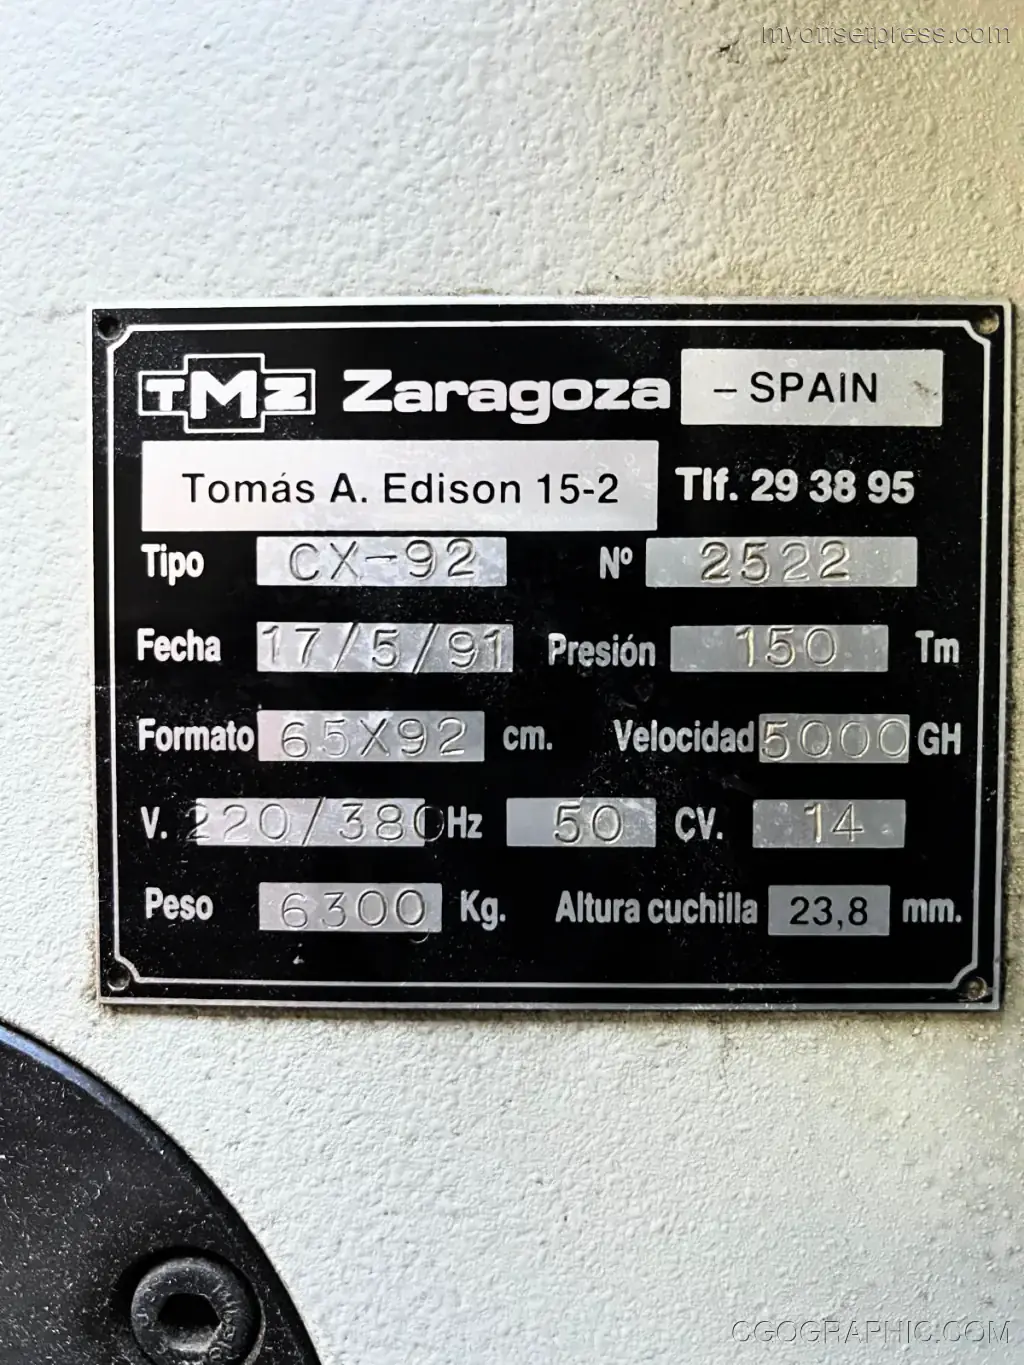 myoffsetpress.com
TMZ Zaragoza - SPAIN
Tomás A. Edison 15-2 Tlf. 29 38 95
Tipo CX-92 Nº 2522
Fecha 17/5/91 Presión 150 Tm
Formato 65X92 cm. Velocidad 5000 GH
V. 220/380 Hz 50 CV. 14
Peso 6300 Kg. Altura cuchilla 23,8 mm.
CGOGRAPHIC.COM